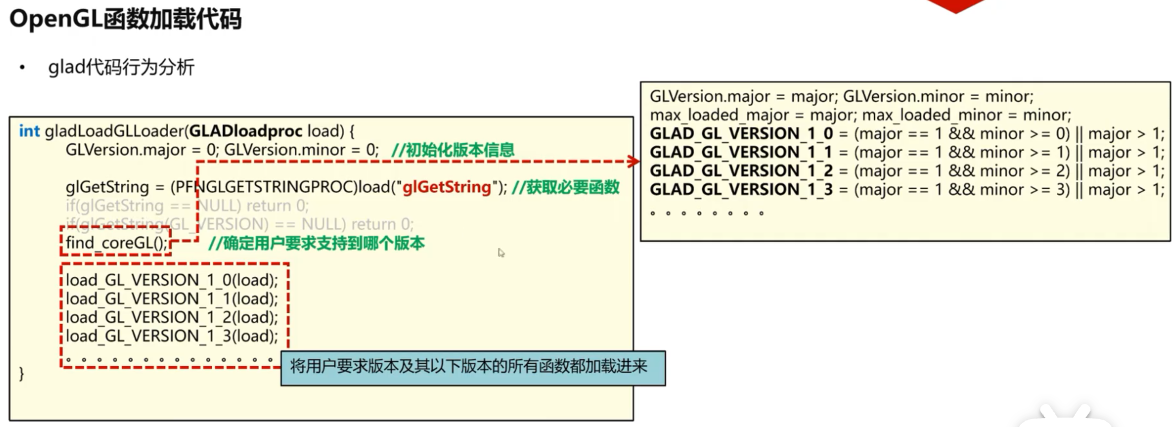 OpenGL函数加载代码
• glad代码行为分析
int gladLoadGLLoader(GLADloadproc load) {
GLVersion.major = 0; GLVersion.minor = 0; //初始化版本信息
glGetString = (PFNGLGETSTRINGPROC)load("glGetString"); //获取必要函数
if(glGetString == NULL) return 0;
if(glGetString(GL_VERSION) == NULL) return 0;
find_coreGL(); //确定用户要求支持到哪个版本
load_GL_VERSION_1_0(load);
load_GL_VERSION_1_1(load);
load_GL_VERSION_1_2(load);
load_GL_VERSION_1_3(load);
。。。。。。。。。。。。。。
}
将用户要求版本及其以下版本的所有函数都加载进来
GLVersion.major = major; GLVersion.minor = minor;
max_loaded_major = major; max_loaded_minor = minor;
GLAD_GL_VERSION_1_0 = (major == 1 && minor >= 0) || major > 1;
GLAD_GL_VERSION_1_1 = (major == 1 && minor >= 1) || major > 1;
GLAD_GL_VERSION_1_2 = (major == 1 && minor >= 2) || major > 1;
GLAD_GL_VERSION_1_3 = (major == 1 && minor >= 3) || major > 1;
。。。。。。。。